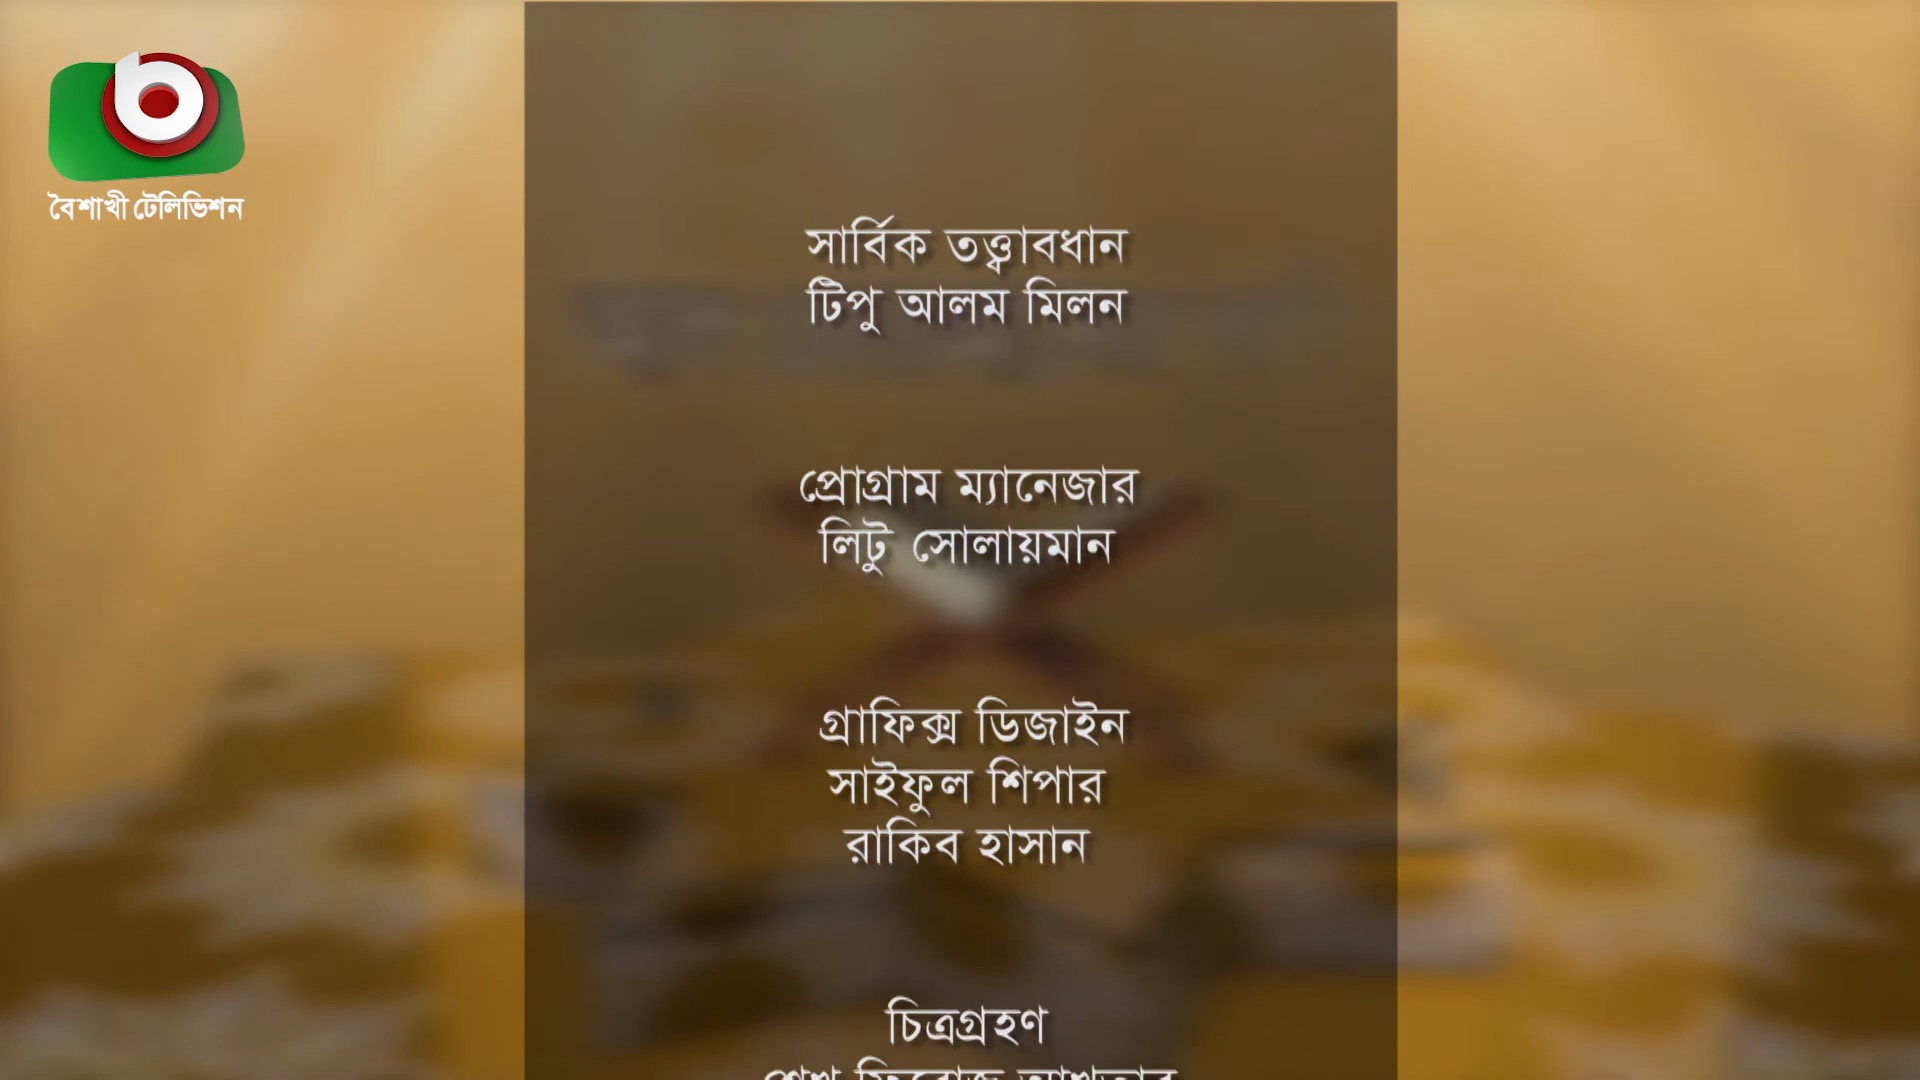 বৈশাখী টেলিভিশন
সার্বিক তত্ত্বাবধান
টিপু আলম মিলন
প্রোগ্রাম ম্যানেজার
লিটু সোলায়মান
গ্রাফিক্স ডিজাইন
সাইফুল শিপার
রাকিব হাসান
চিত্রগ্রহণ